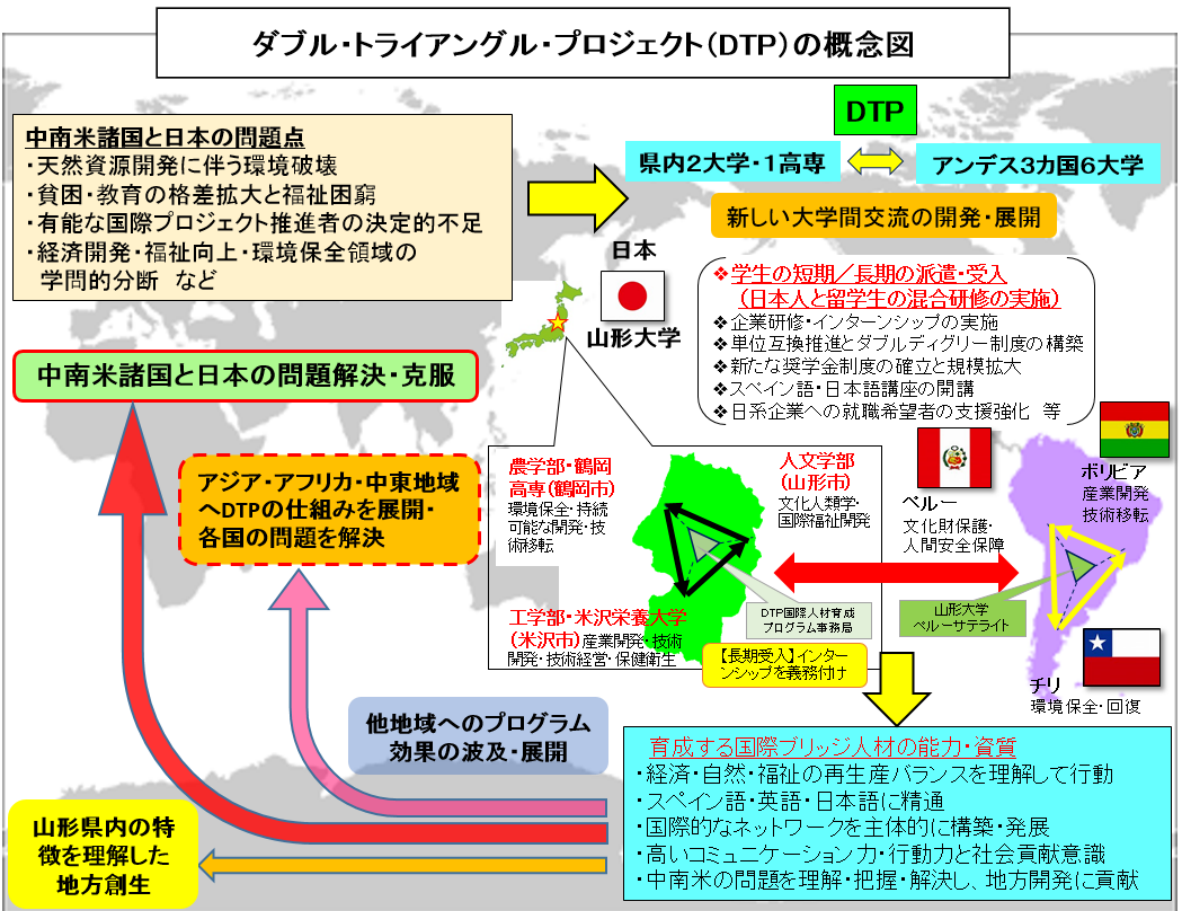 ダブル・トライアングル・プロジェクト(DTP)の概念図
中南米諸国と日本の問題点
・天然資源開発に伴う環境破壊
・貧困・教育の格差拡大と福祉困窮
・有能な国際プロジェクト推進者の決定的不足
・経済開発・福祉向上・環境保全領域の
学問的分断 など
DTP
県内2大学・1高専
アンデス3カ国6大学
新しい大学間交流の開発・展開
日本
山形大学
❖学生の短期／長期の派遣・受入
(日本人と留学生の混合研修の実施)
❖企業研修・インターンシップの実施
❖単位互換推進とダブルディグリー制度の構築
❖新たな奨学金制度の確立と規模拡大
❖スペイン語・日本語講座の開講
❖日系企業への就職希望者の支援強化 等
中南米諸国と日本の問題解決・克服
アジア・アフリカ・中東地域
へDTPの仕組みを展開・
各国の問題を解決
農学部・鶴岡
高専(鶴岡市)
環境保全・持続
可能な開発・技
術移転
人文学部
(山形市)
文化人類学・
国際福祉開発
工学部・米沢栄養大学
(米沢市)産業開発・技術
開発・技術経営・保健衛生
DTP国際人材育成
プログラム事務局
【長期受入】インター
ンシップを義務付け
ペルー
文化財保護・
人間安全保障
ボリビア
産業開発
技術移転
山形大学
ペルーサテライト
チリ
環境保全・回復
他地域へのプログラム
効果の波及・展開
山形県内の特
徴を理解した
地方創生
育成する国際ブリッジ人材の能力・資質
・経済・自然・福祉の再生産バランスを理解して行動
・スペイン語・英語・日本語に精通
・国際的なネットワークを主体的に構築・発展
・高いコミュニケーション力・行動力と社会貢献意識
・中南米の問題を理解・把握・解決し、地方開発に貢献